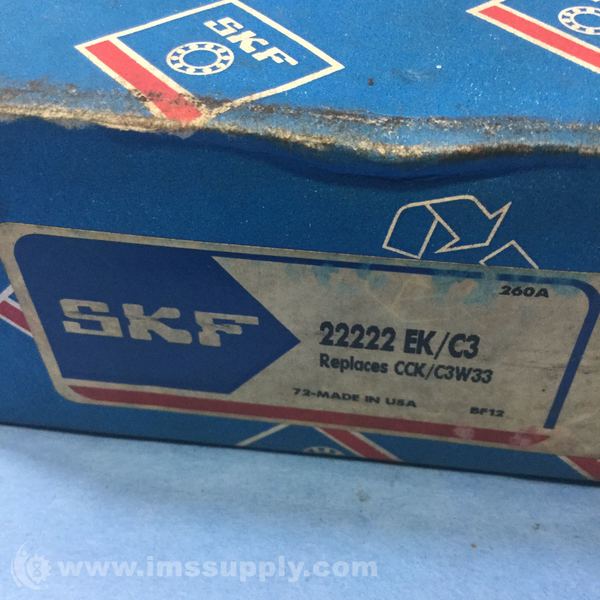 SKF
260A
SKF
22222 EK/C3
Replaces CCK/C3W33
72-MADE IN USA
BF12
www.imssupply.com